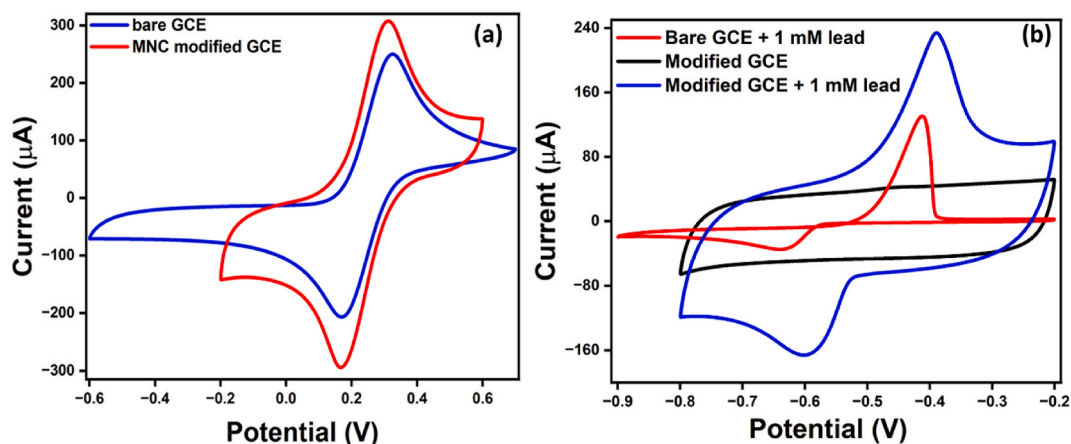 (a)
bare GCE
MNC modified GCE
Current (μA)
300
200
100
0
−100
−200
−300
−0.6
−0.4
−0.2
0.0
0.2
0.4
0.6
Potential (V)
(b)
Bare GCE + 1 mM lead
Modified GCE
Modified GCE + 1 mM lead
Current (μA)
240
160
80
0
−80
−160
−0.9
−0.8
−0.7
−0.6
−0.5
−0.4
−0.3
−0.2
Potential (V)